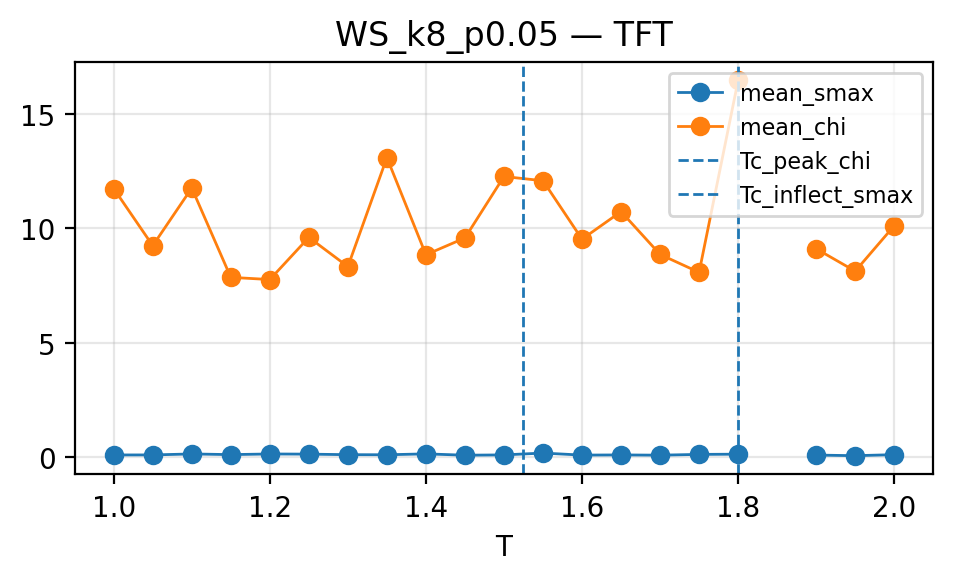 WS_k8_p0.05 — TFT
15
10
5
0
mean_smax
mean_chi
Tc_peak_chi
Tc_inflect_smax
1.0 1.2 1.4 1.6 1.8 2.0
T